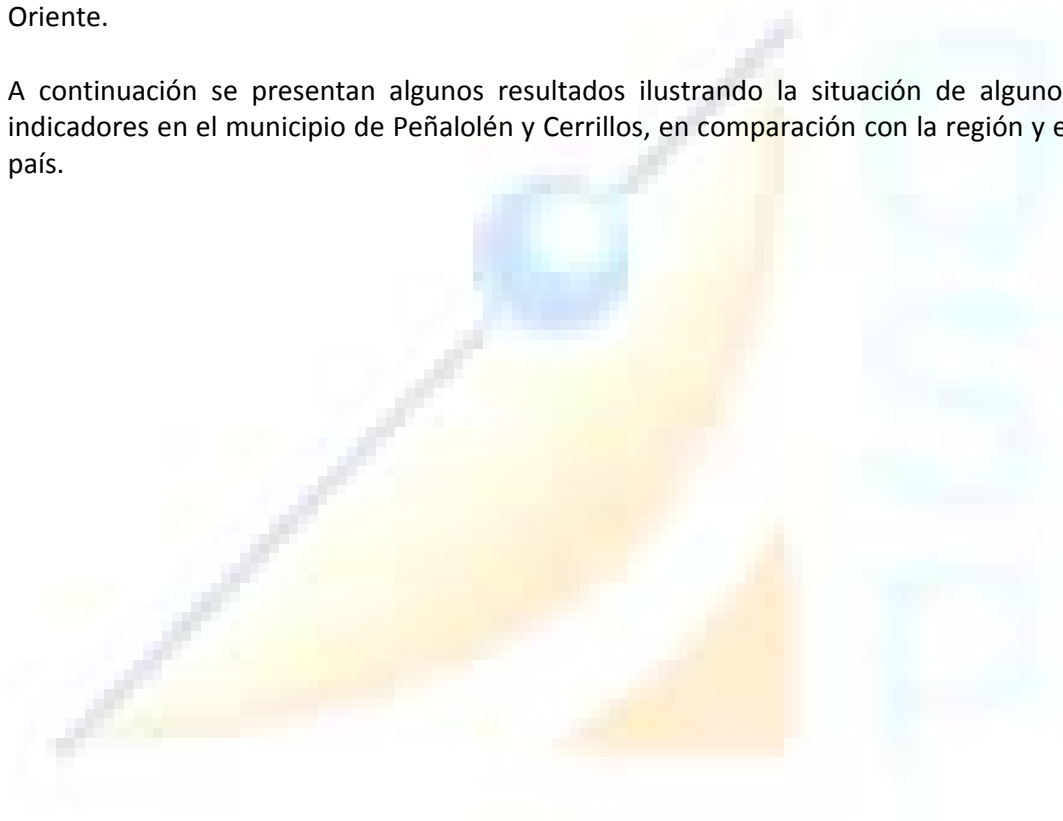 Oriente.
A continuación se presentan algunos resultados ilustrando la situación de alguno
indicadores en el municipio de Peñalolén y Cerrillos, en comparación con la región y e
país.
O
S
P